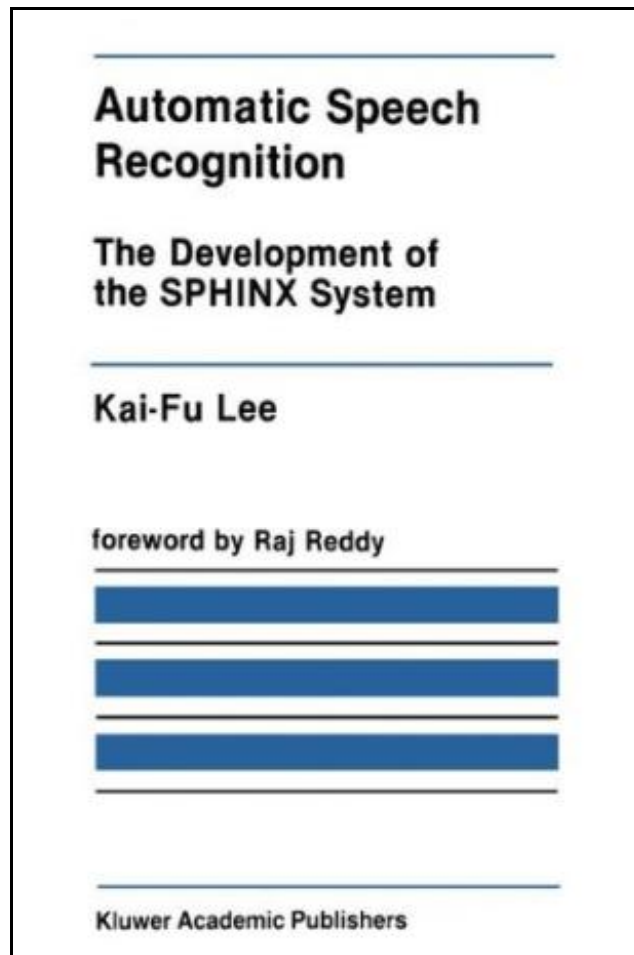 Automatic Speech
Recognition
The Development of
the SPHINX System
Kai-Fu Lee
foreword by Raj Reddy
Kluwer Academic Publishers